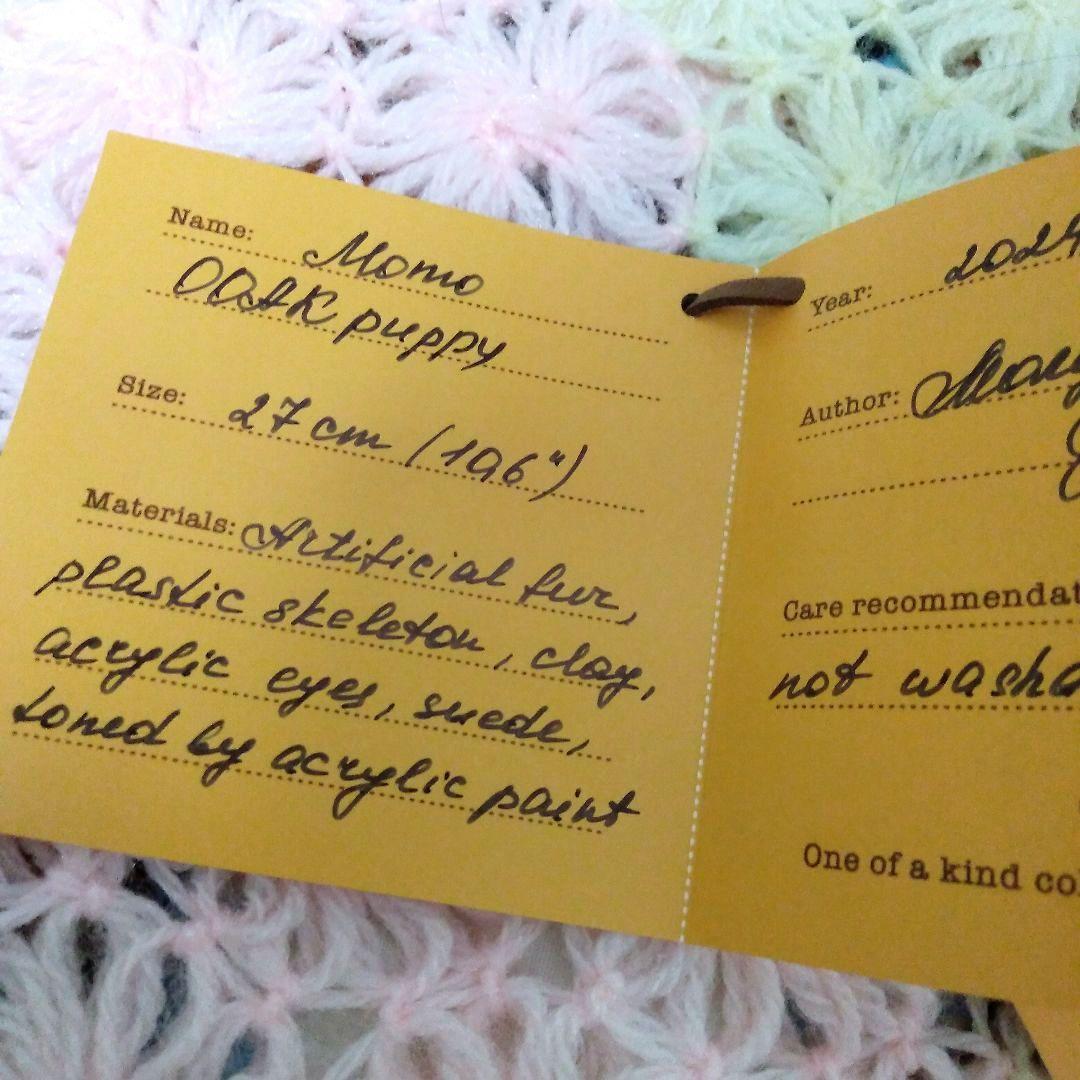 Name: Momo
OOAK puppy
Size: 27 cm (10,6")
Materials: Artificial fur,
plastic skeleton, clay,
acrylic eyes, suede,
toned by acrylic paint
Year: 2024
Author:
Care recommendat
not washa
One of a kind co